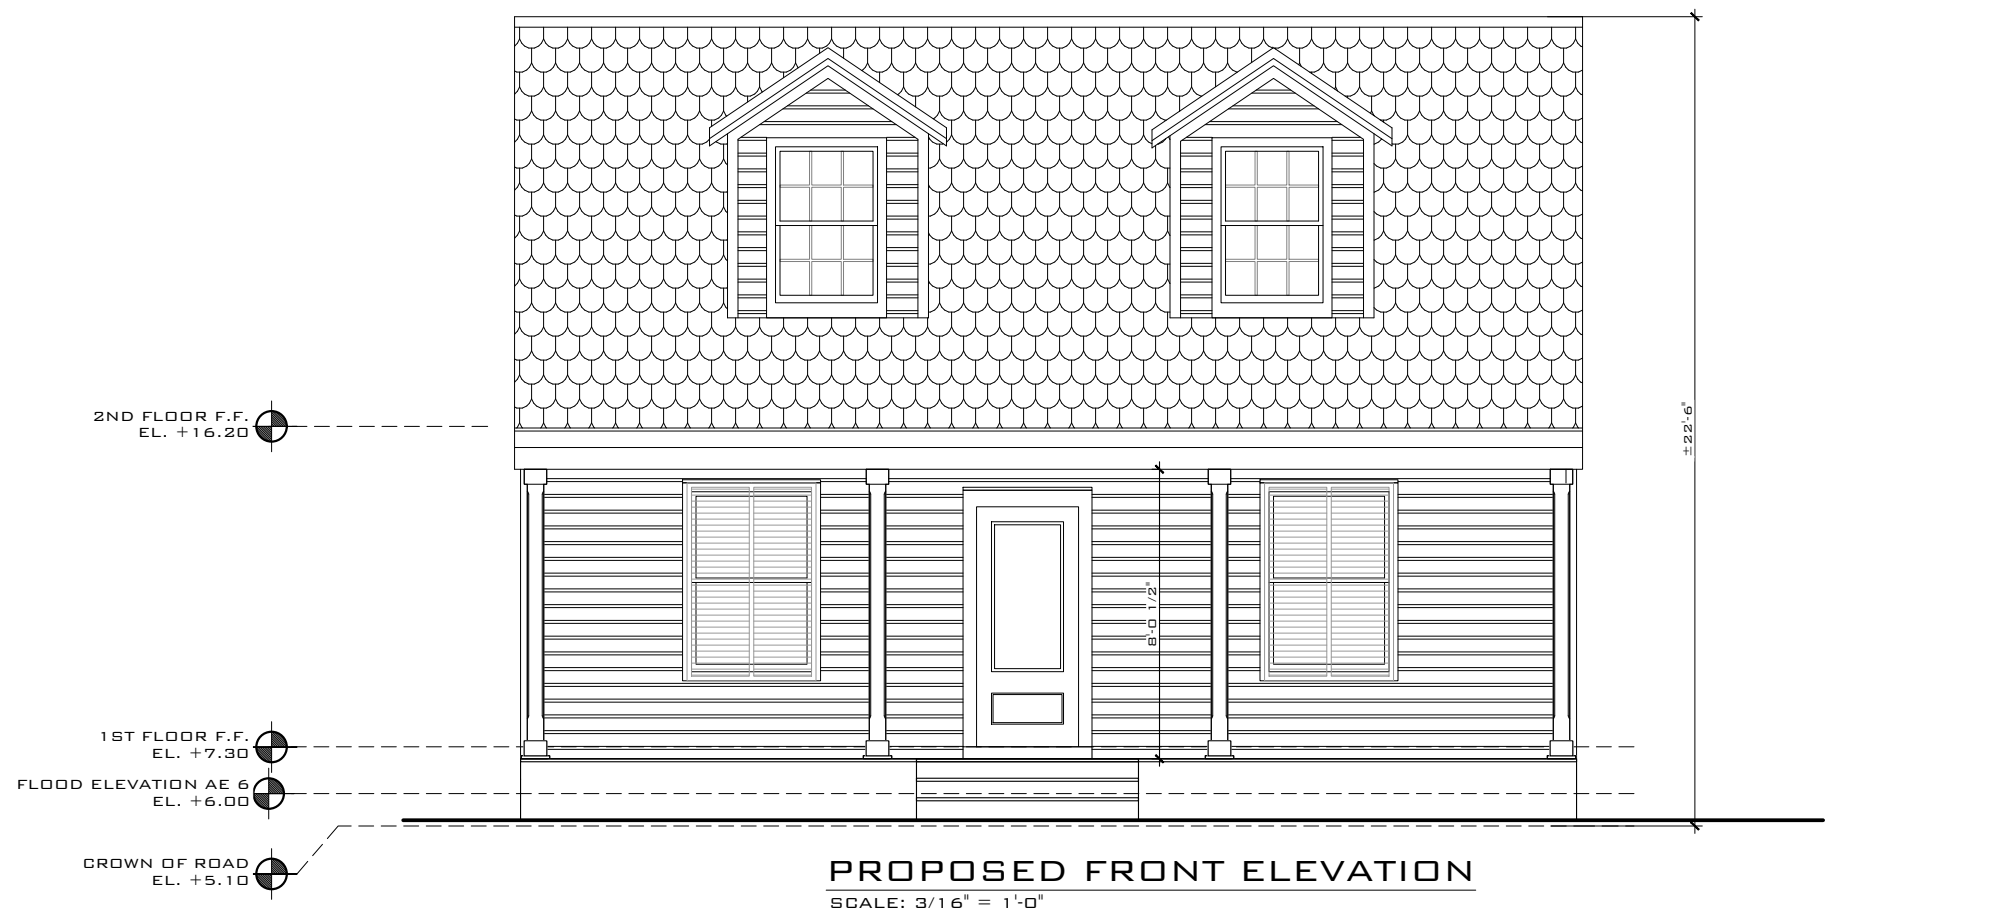 2ND FLOOR F.F.
EL. +16.20
±22'-6"
8'-0 1/2"
1ST FLOOR F.F.
EL. +7.30
FLOOD ELEVATION AE 6
EL. +6.00
CROWN OF ROAD
EL. +5.10
PROPOSED FRONT ELEVATION
SCALE: 3/16" = 1'-0"